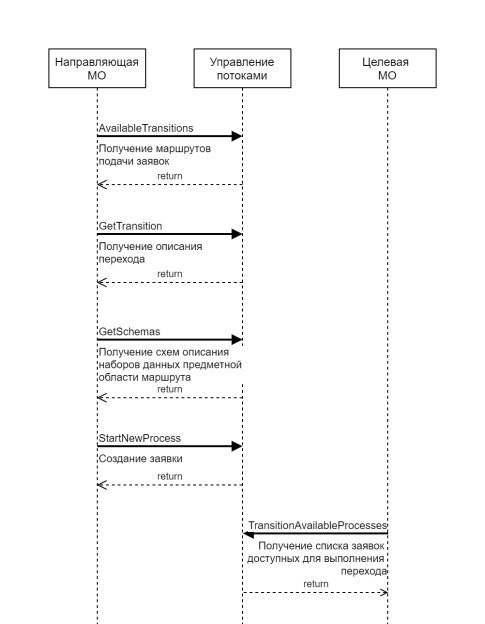 Направляющая
МО
Управление
потоками
Целевая
МО
AvailableTransitions
Получение маршрутов
подачи заявок
return
GetTransition
Получение описания
перехода
return
GetSchemas
Получение схем описания
наборов данных предметной
области маршрута
return
StartNewProcess
Создание заявки
return
TransitionAvailableProcesses
Получение списка заявок
доступных для выполнения
перехода
return